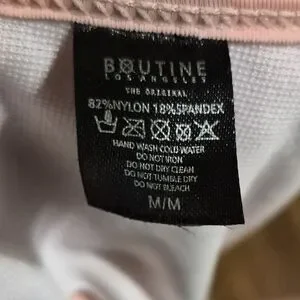 BOUTINE
LOS ANGELES
THE ORIGINAL
82%NYLON 18%SPANDEX
HAND WASH COLD WATER
DO NOT IRON
DO NOT DRY CLEAN
DO NOT TUMBLE DRY
DO NOT BLEACH
M/M